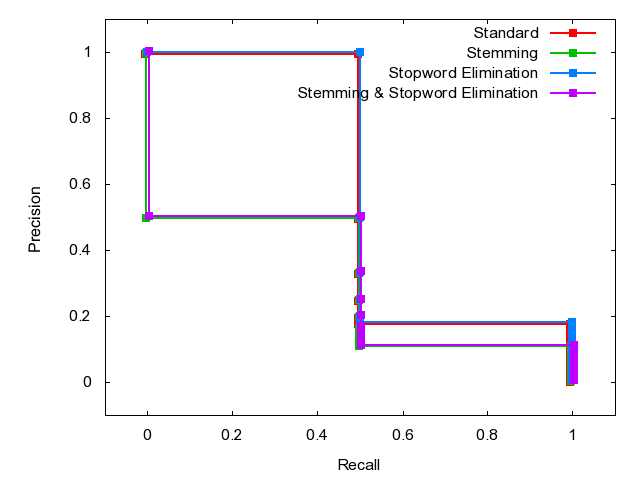 Standard
Stemming
Stopword Elimination
Stemming & Stopword Elimination
1
0.8
0.6
0.4
0.2
0
Precision
0 0.2 0.4 0.6 0.8 1
Recall